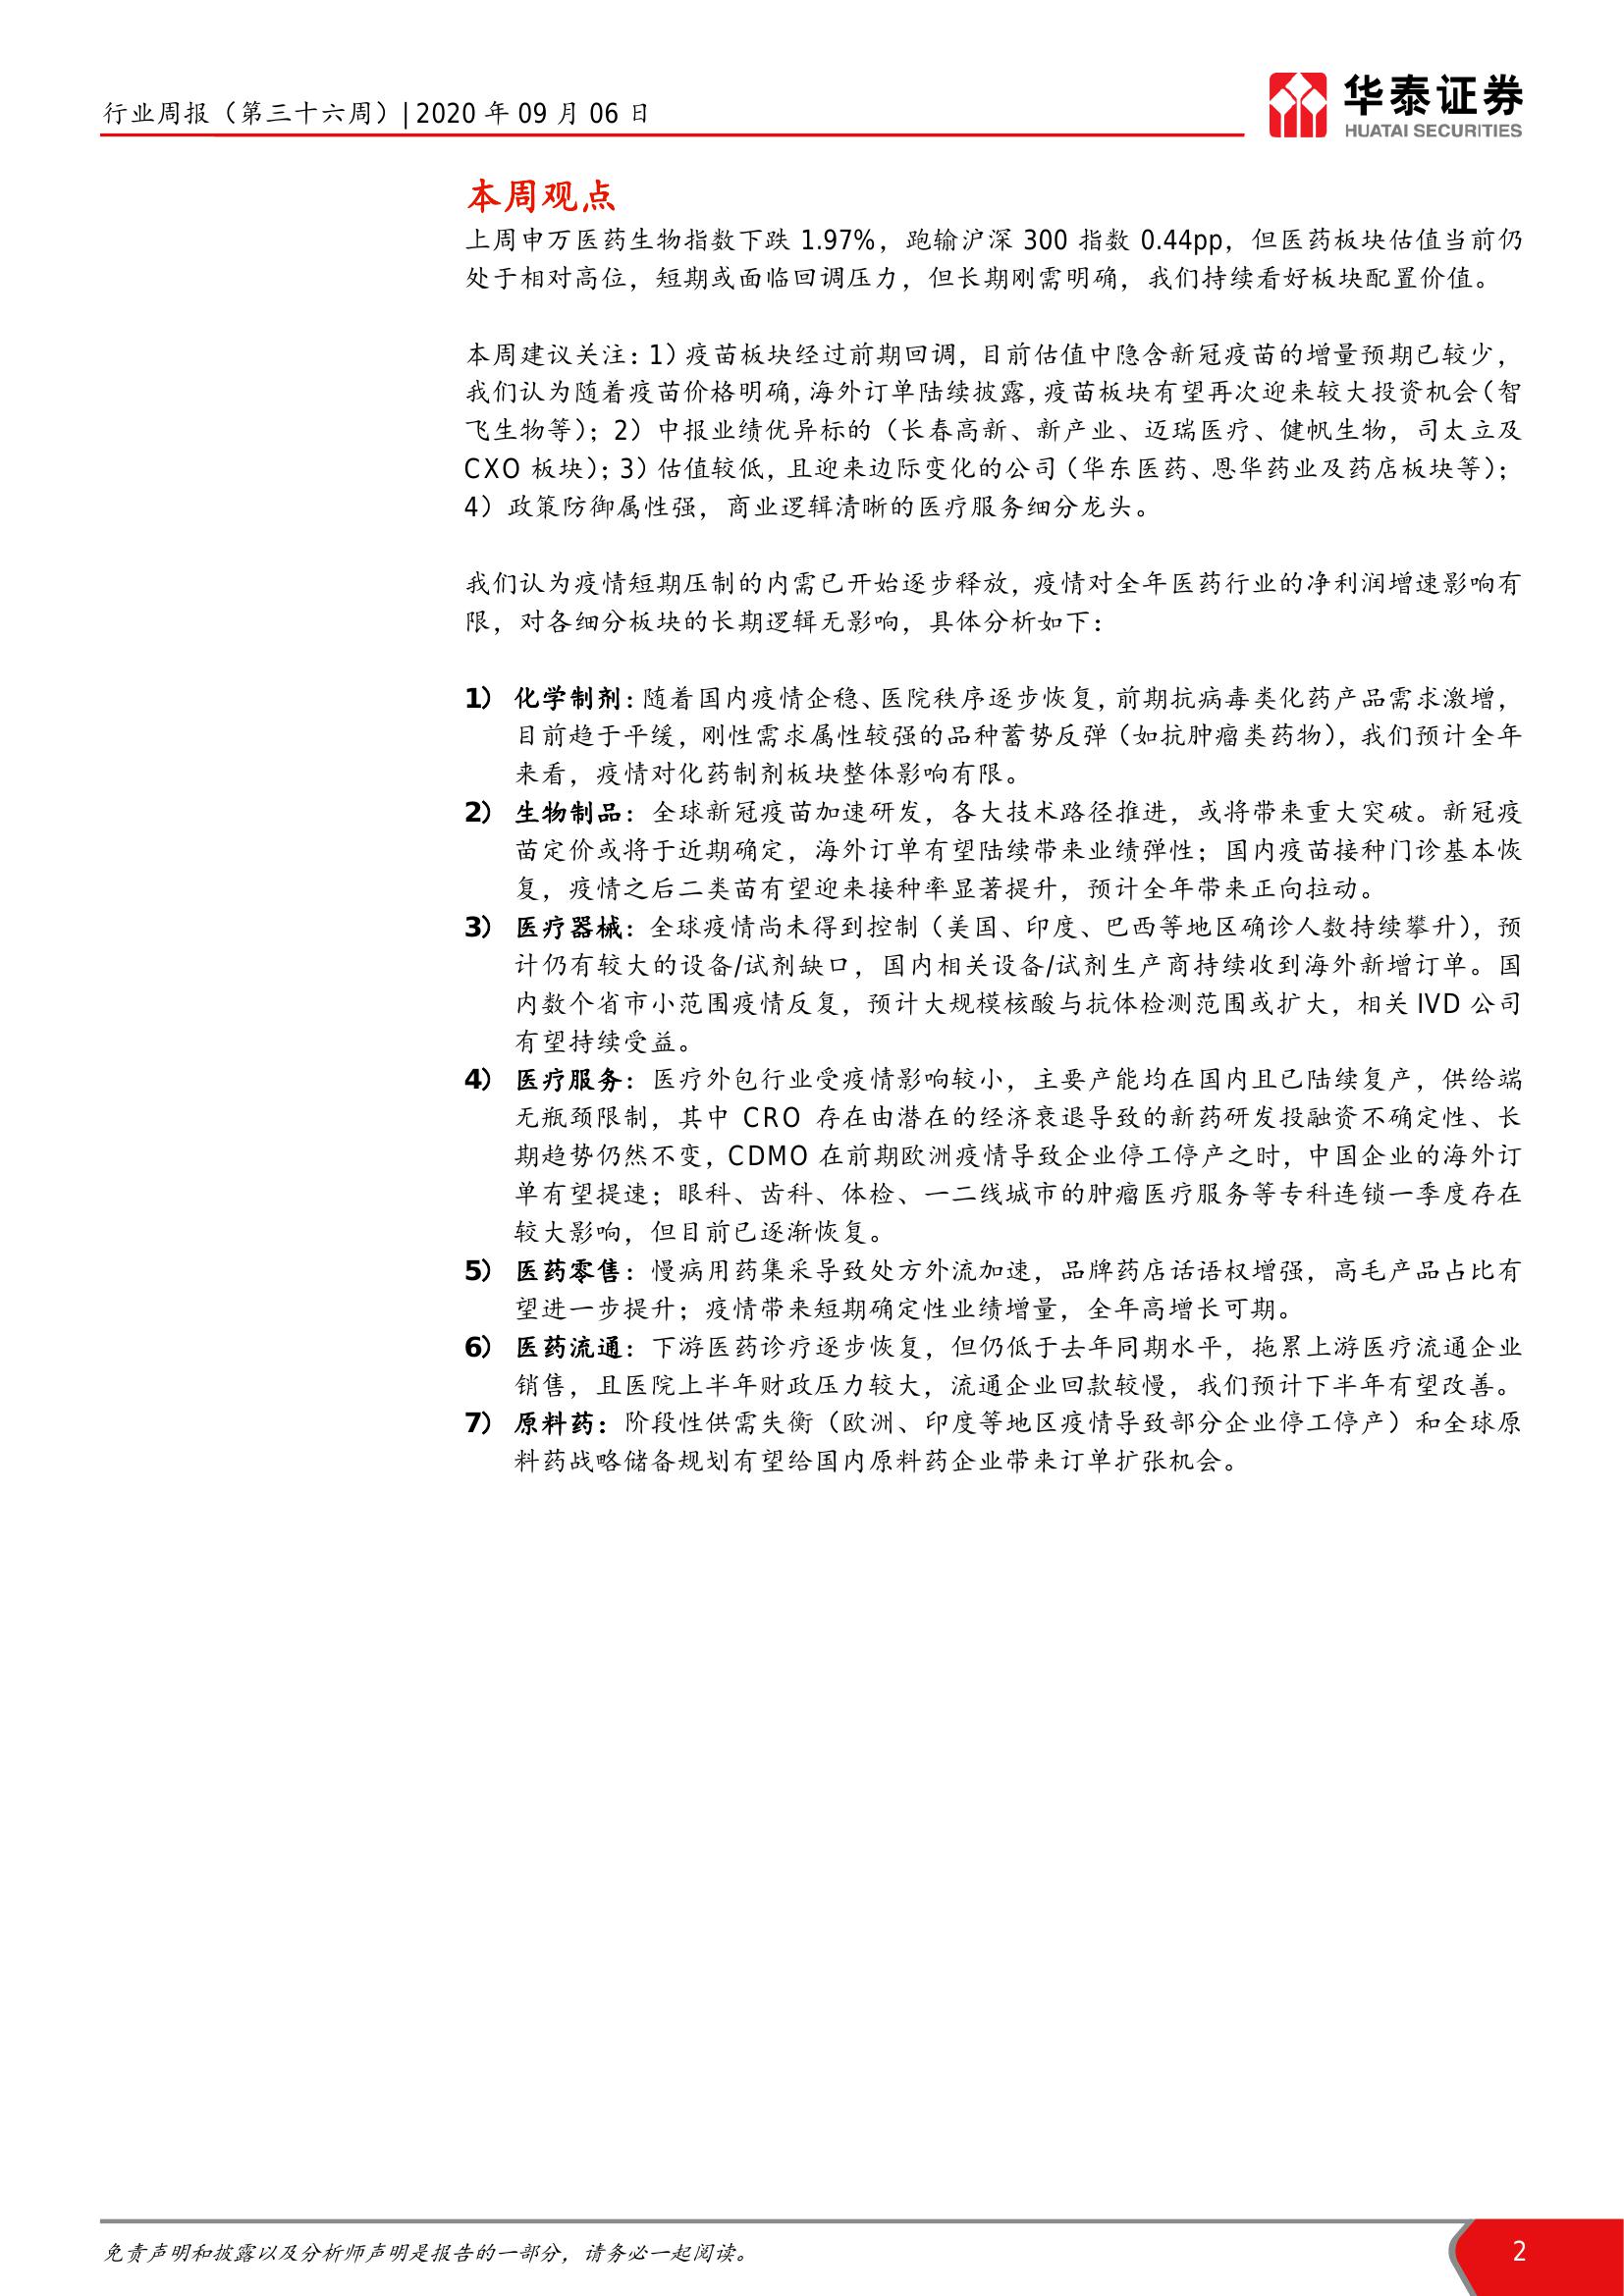 行业周报（第三十六周）| 2020 年 09 月 06 日
华泰证券
HUATAI SECURITIES
本周观点
上周申万医药生物指数下跌 1.97%，跑输沪深 300 指数 0.44pp，但医药板块估值当前仍
处于相对高位，短期或面临回调压力，但长期刚需明确，我们持续看好板块配置价值。
本周建议关注：1）疫苗板块经过前期回调，目前估值中隐含新冠疫苗的增量预期已较少，
我们认为随着疫苗价格明确，海外订单陆续披露，疫苗板块有望再次迎来较大投资机会（智
飞生物等）；2）中报业绩优异标的（长春高新、新产业、迈瑞医疗、健帆生物，司太立及
CXO 板块）；3）估值较低，且迎来边际变化的公司（华东医药、恩华药业及药店板块等）；
4）政策防御属性强，商业逻辑清晰的医疗服务细分龙头。
我们认为疫情短期压制的内需已开始逐步释放，疫情对全年医药行业的净利润增速影响有
限，对各细分板块的长期逻辑无影响，具体分析如下：
1） 化学制剂：随着国内疫情企稳、医院秩序逐步恢复，前期抗病毒类化药产品需求激增，
目前趋于平缓，刚性需求属性较强的品种蓄势反弹（如抗肿瘤类药物），我们预计全年
来看，疫情对化药制剂板块整体影响有限。
2） 生物制品：全球新冠疫苗加速研发，各大技术路径推进，或将带来重大突破。新冠疫
苗定价或将于近期确定，海外订单有望陆续带来业绩弹性；国内疫苗接种门诊基本恢
复，疫情之后二类苗有望迎来接种率显著提升，预计全年带来正向拉动。
3） 医疗器械：全球疫情尚未得到控制（美国、印度、巴西等地区确诊人数持续攀升），预
计仍有较大的设备/试剂缺口，国内相关设备/试剂生产商持续收到海外新增订单。国
内数个省市小范围疫情反复，预计大规模核酸与抗体检测范围或扩大，相关 IVD 公司
有望持续受益。
4） 医疗服务：医疗外包行业受疫情影响较小，主要产能均在国内且已陆续复产，供给端
无瓶颈限制，其中 CRO 存在由潜在的经济衰退导致的新药研发投融资不确定性、长
期趋势仍然不变，CDMO 在前期欧洲疫情导致企业停工停产之时，中国企业的海外订
单有望提速；眼科、齿科、体检、一二线城市的肿瘤医疗服务等专科连锁一季度存在
较大影响，但目前已逐渐恢复。
5） 医药零售：慢病用药集采导致处方外流加速，品牌药店话语权增强，高毛产品占比有
望进一步提升；疫情带来短期确定性业绩增量，全年高增长可期。
6） 医药流通：下游医药诊疗逐步恢复，但仍低于去年同期水平，拖累上游医疗流通企业
销售，且医院上半年财政压力较大，流通企业回款较慢，我们预计下半年有望改善。
7） 原料药：阶段性供需失衡（欧洲、印度等地区疫情导致部分企业停工停产）和全球原
料药战略储备规划有望给国内原料药企业带来订单扩张机会。
免责声明和披露以及分析师声明是报告的一部分，请务必一起阅读。
2